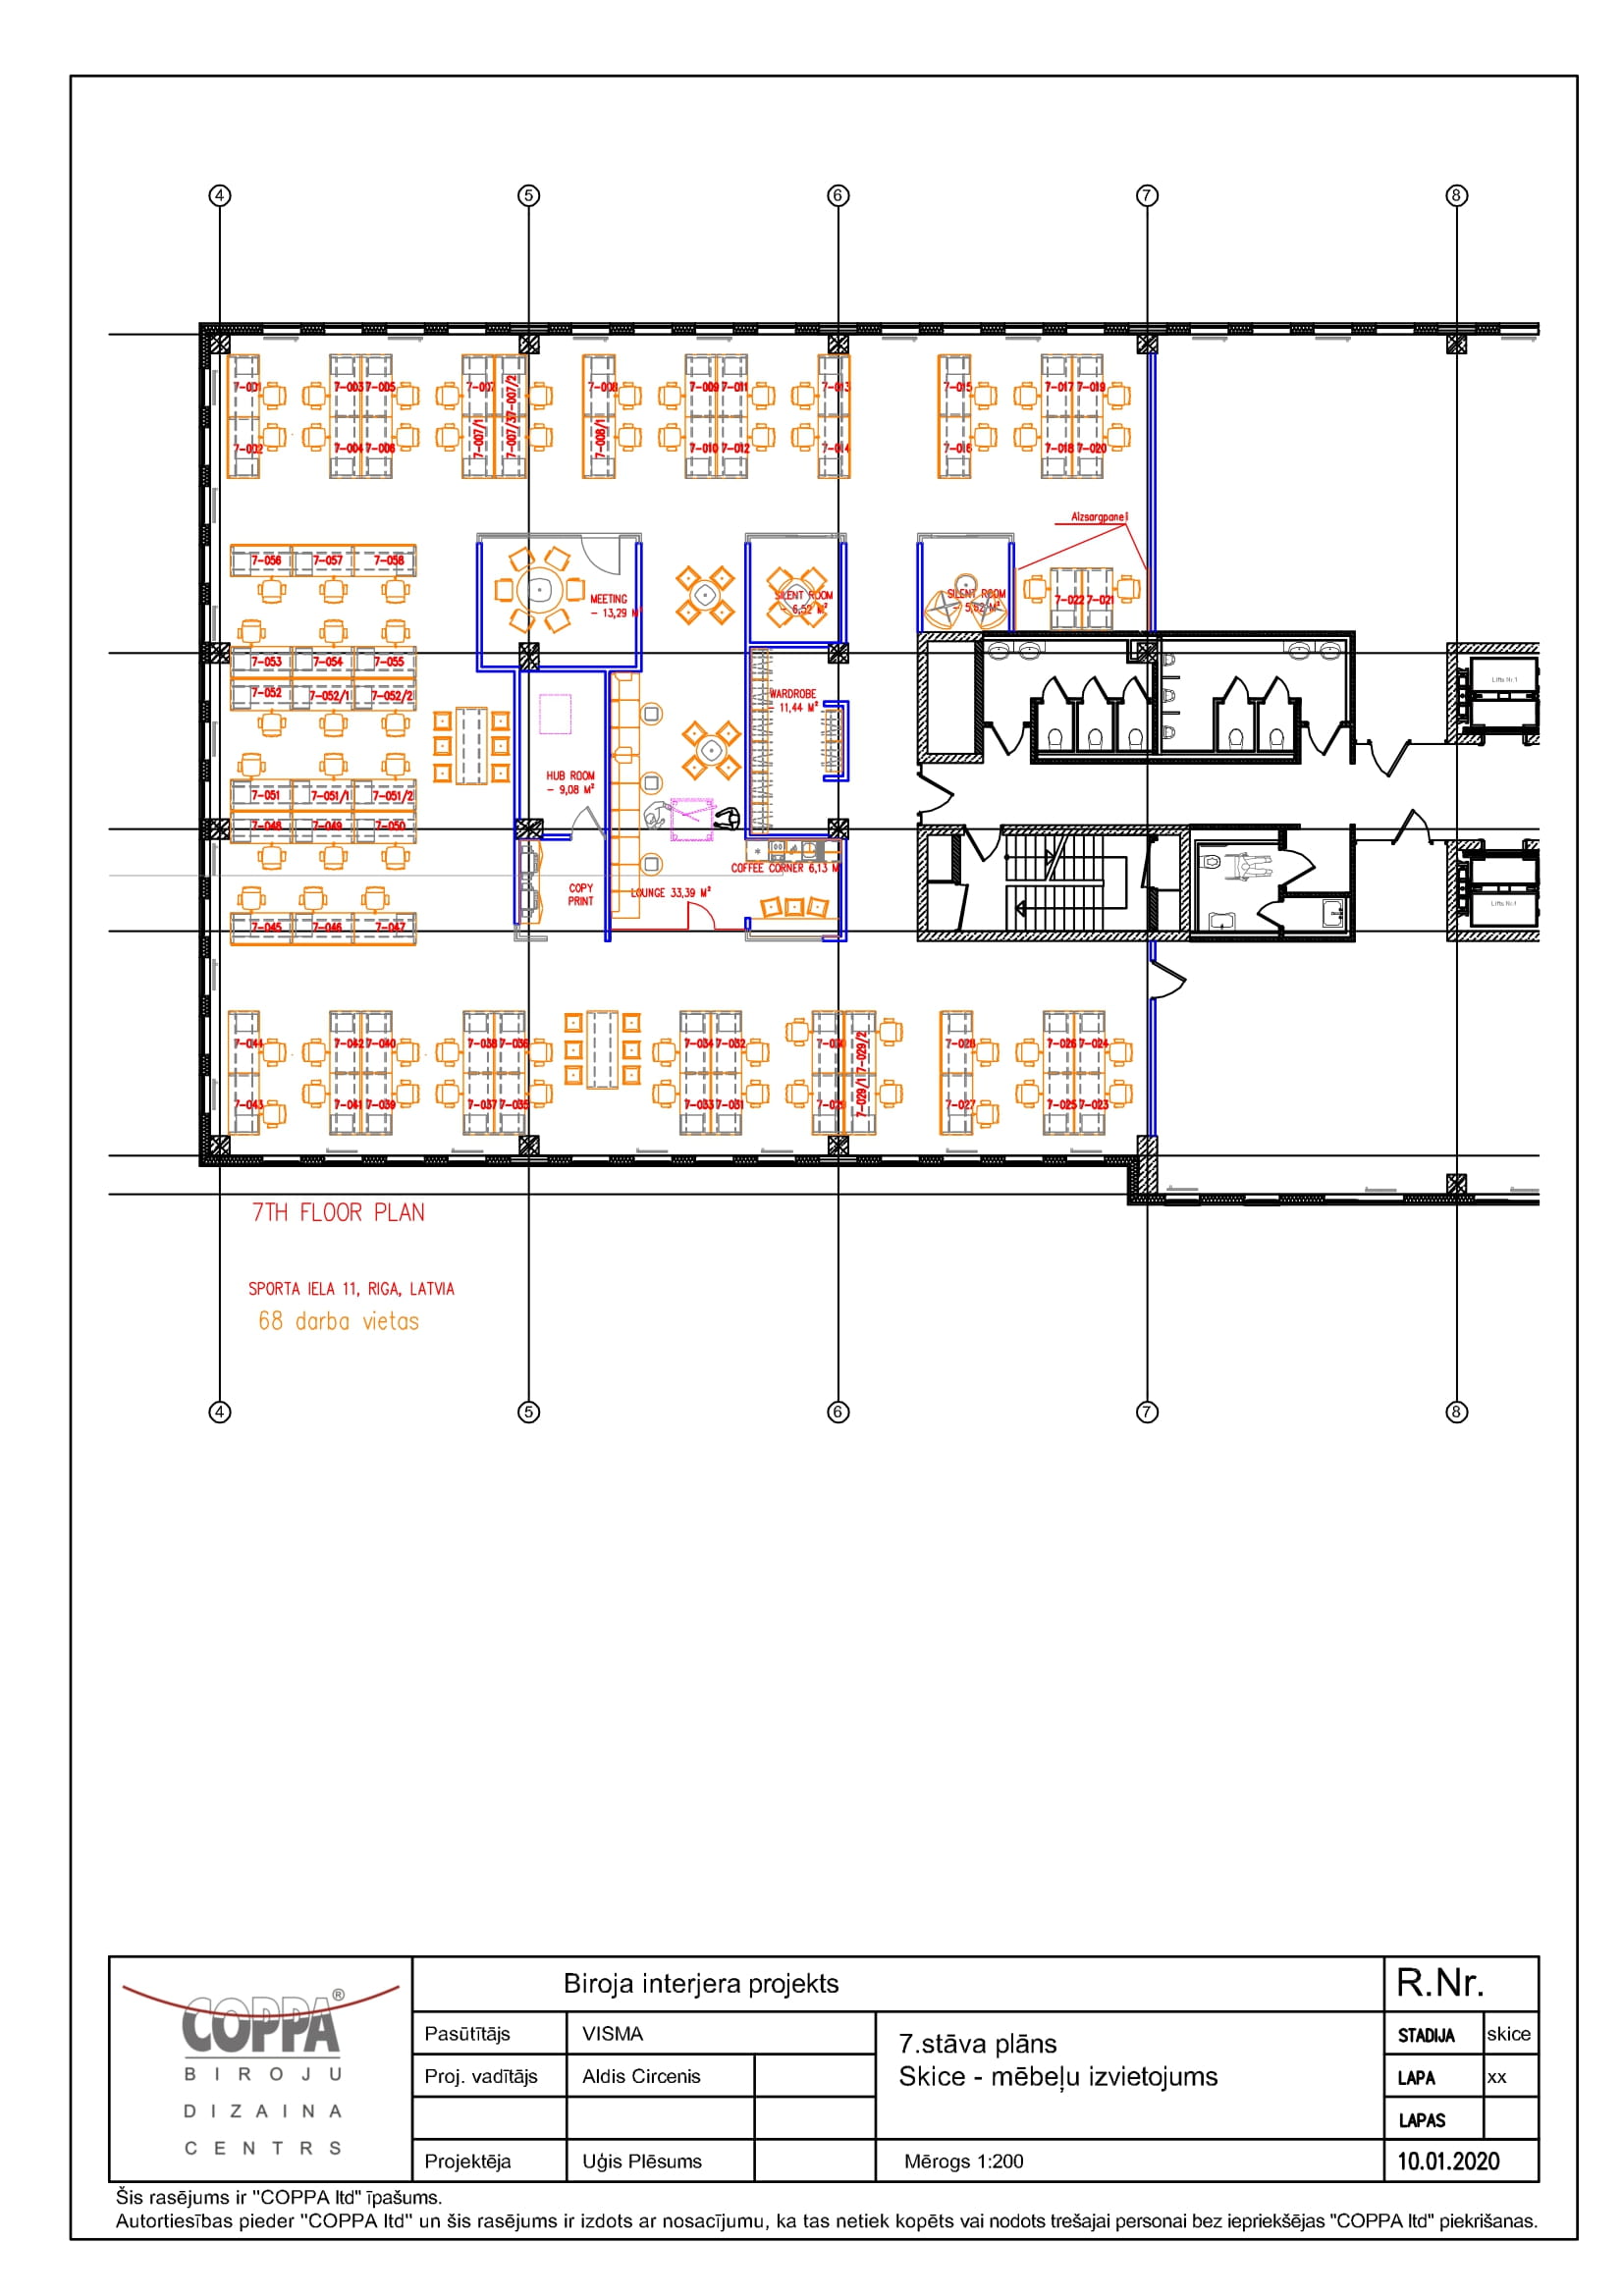 4 5 6 7 8
7-001 7-003 7-005 7-007 7-007/2 7-008 7-009 7-011 7-013 7-015 7-017 7-019
7-002 7-004 7-006 7-007/1 7-007/3 7-008/1 7-010 7-012 7-014 7-016 7-018 7-020
Aizsargpaneļi
7-056 7-057 7-058
MEETING
- 13,29 M²
SILENT ROOM
- 6,52 M²
SILENT ROOM
- 5,62 M²
7-022 7-021
7-053 7-054 7-055
7-052 7-052/1 7-052/2
WARDROBE
11,44 M²
Lifts Nr.1
HUB ROOM
- 9,08 M²
7-051 7-051/1 7-051/2
7-048 7-049 7-050
COFFEE CORNER 6,13 M
COPY
PRINT
LOUNGE 33,39 M²
Lifts Nr.1
7-045 7-046 7-047
7-044 7-042 7-040 7-038 7-036 7-034 7-032 7-030 7-029/2 7-028 7-026 7-024
7-043 7-041 7-039 7-037 7-035 7-033 7-031 7-029 7-029/1 7-027 7-025 7-023
7TH FLOOR PLAN
SPORTA IELA 11, RIGA, LATVIA
68 darba vietas
4 5 6 7 8
COPPA®
BIROJU
DIZAINA
CENTRS
Biroja interjera projekts
R.Nr.
Pasūtītājs VISMA
7.stāva plāns
Skice - mēbeļu izvietojums
STADIJA skice
Proj. vadītājs Aldis Circenis
LAPA xx
LAPAS
Projektēja Uģis Plēsums
Mērogs 1:200
10.01.2020
Šis rasējums ir "COPPA ltd" īpašums.
Autortiesības pieder "COPPA ltd" un šis rasējums ir izdots ar nosacījumu, ka tas netiek kopēts vai nodots trešajai personai bez iepriekšējas "COPPA ltd" piekrišanas.